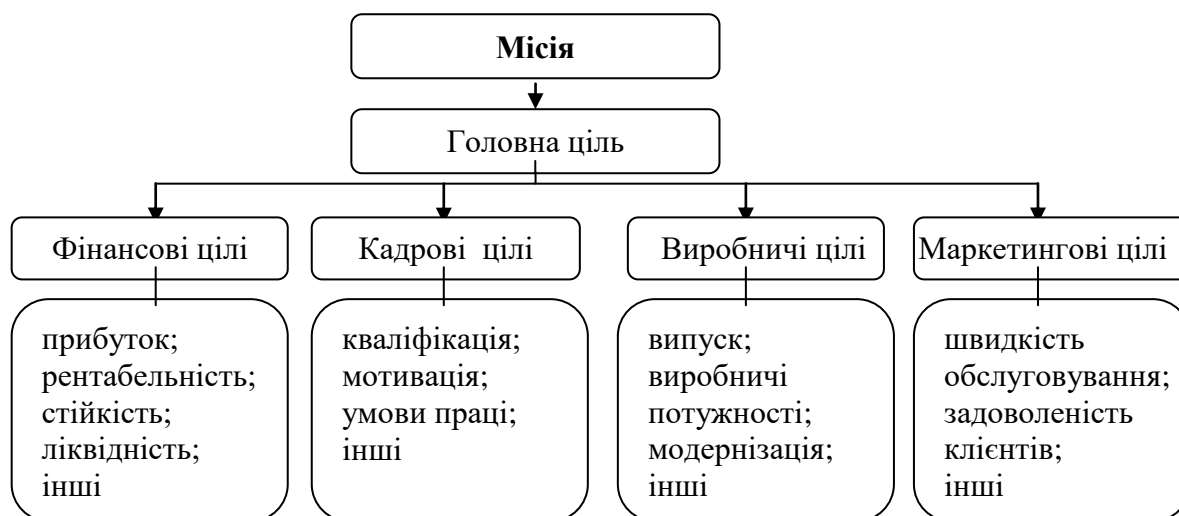 Місія
Головна ціль
Фінансові цілі
Кадрові цілі
Виробничі цілі
Маркетингові цілі
прибуток;
рентабельність;
стійкість;
ліквідність;
інші
кваліфікація;
мотивація;
умови праці;
інші
випуск;
виробничі
потужності;
модернізація;
інші
швидкість
обслуговування;
задоволеність
клієнтів;
інші